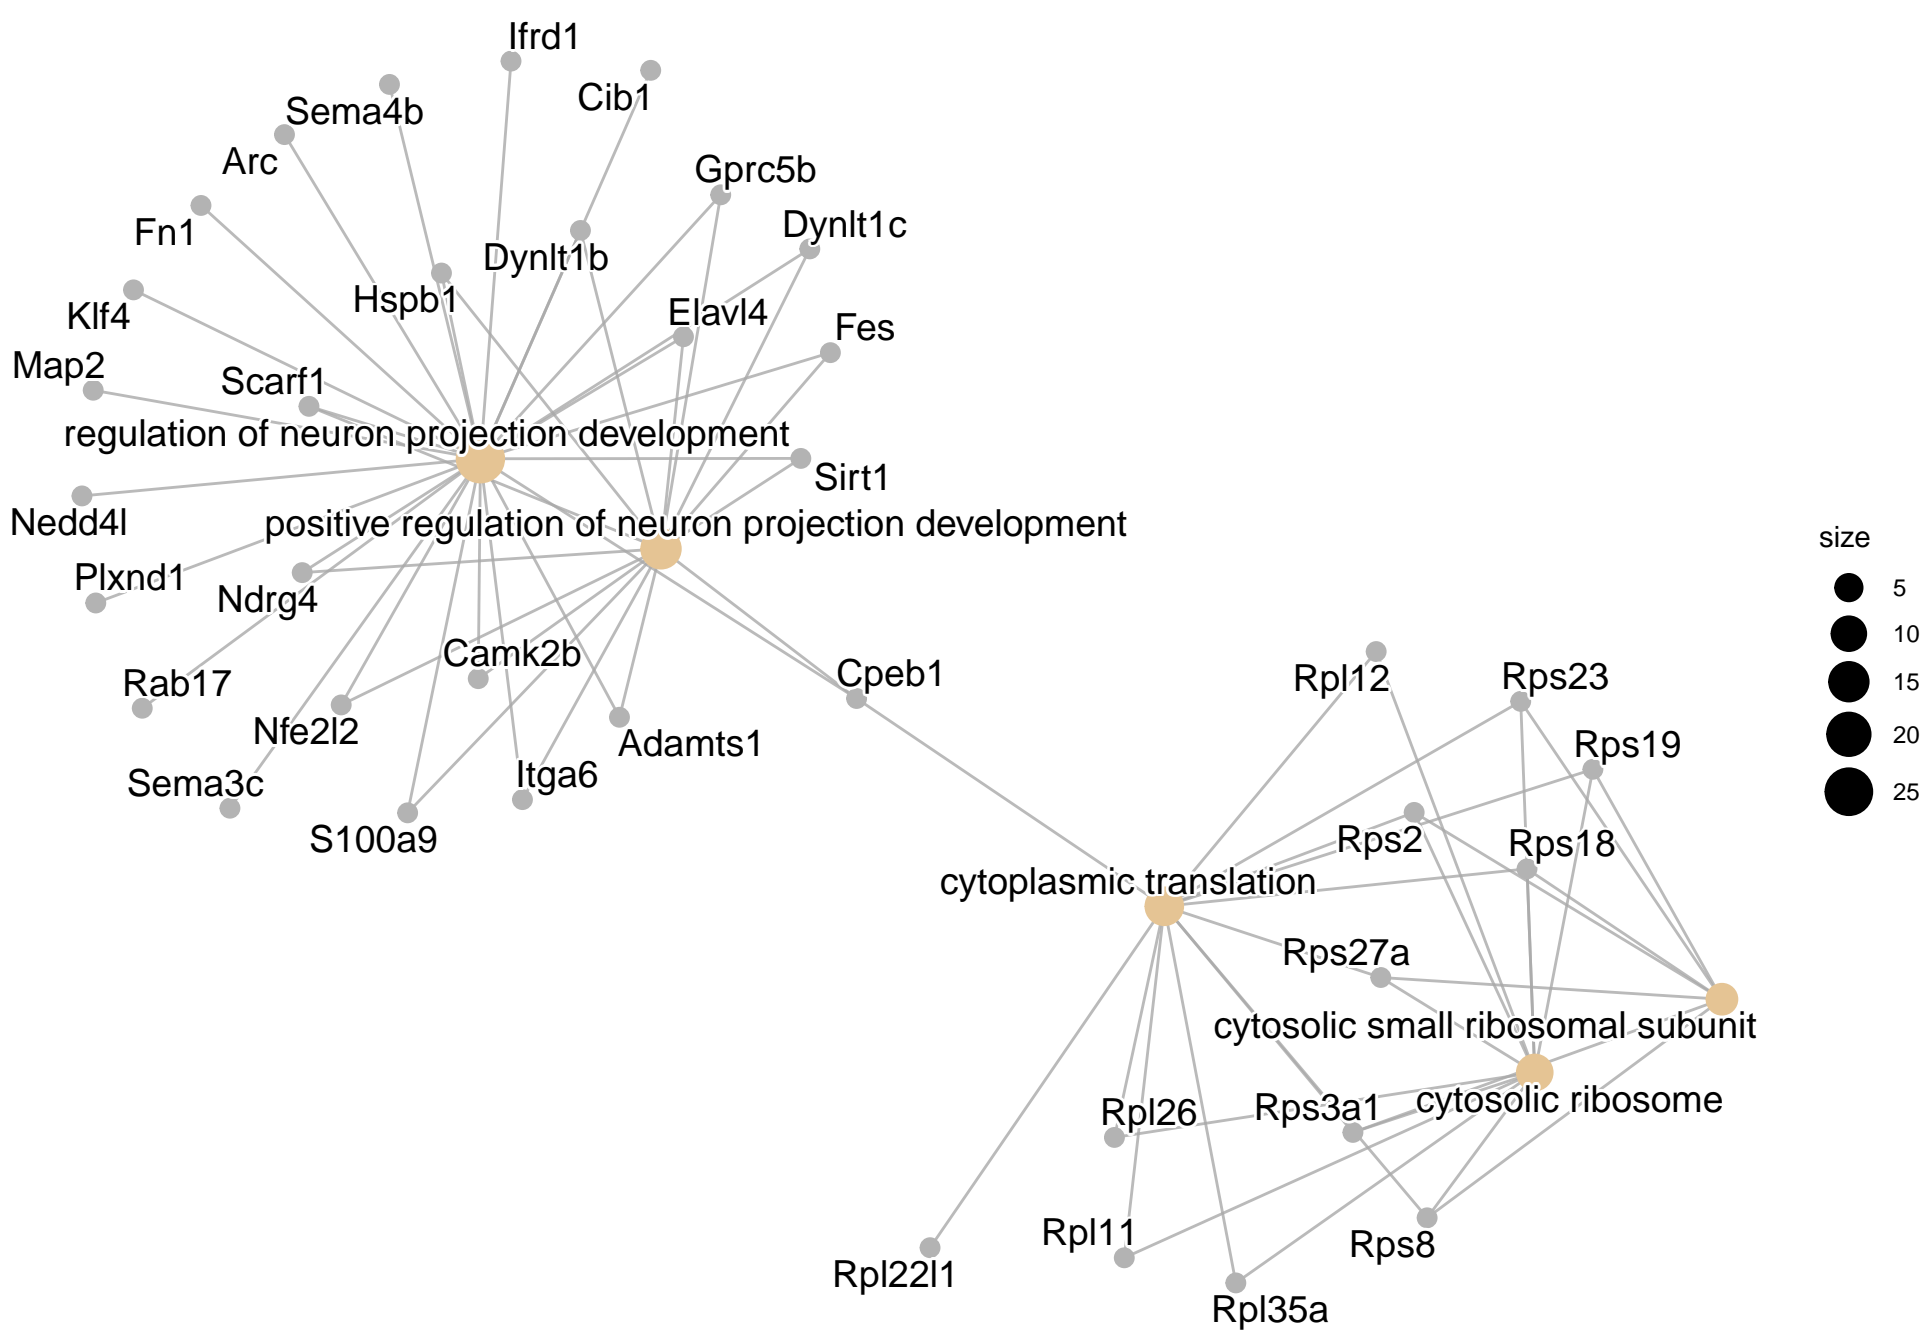 Ifrd1
Cib1
Sema4b
Arc
Gprc5b
Dynlt1c
Fn1
Dynlt1b
Hspb1
Elavl4
Klf4
Fes
Map2
Scarf1
regulation of neuron projection development
Sirt1
Nedd4l
positive regulation of neuron projection development
size
5
10
15
20
25
Plxnd1
Ndrg4
Camk2b
Cpeb1
Rab17
Nfe2l2
Adamts1
Sema3c
Itga6
S100a9
Rpl12
Rps23
Rps19
Rps2
Rps18
cytoplasmic translation
Rps27a
cytosolic small ribosomal subunit
cytosolic ribosome
Rpl26
Rps3a1
Rpl11
Rps8
Rpl22l1
Rpl35a